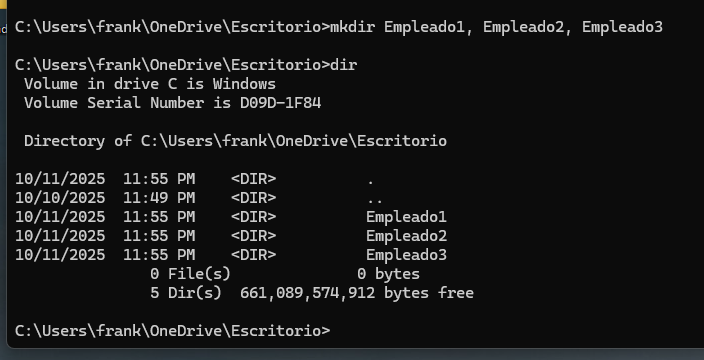 C:\Users\frank\OneDrive\Escritorio>mkdir Empleado1, Empleado2, Empleado3
C:\Users\frank\OneDrive\Escritorio>dir
 Volume in drive C is Windows
 Volume Serial Number is D09D-1F84
 Directory of C:\Users\frank\OneDrive\Escritorio
10/11/2025  11:55 PM    <DIR>          .
10/10/2025  11:49 PM    <DIR>          ..
10/11/2025  11:55 PM    <DIR>          Empleado1
10/11/2025  11:55 PM    <DIR>          Empleado2
10/11/2025  11:55 PM    <DIR>          Empleado3
               0 File(s)              0 bytes
               5 Dir(s)  661,089,574,912 bytes free
C:\Users\frank\OneDrive\Escritorio>